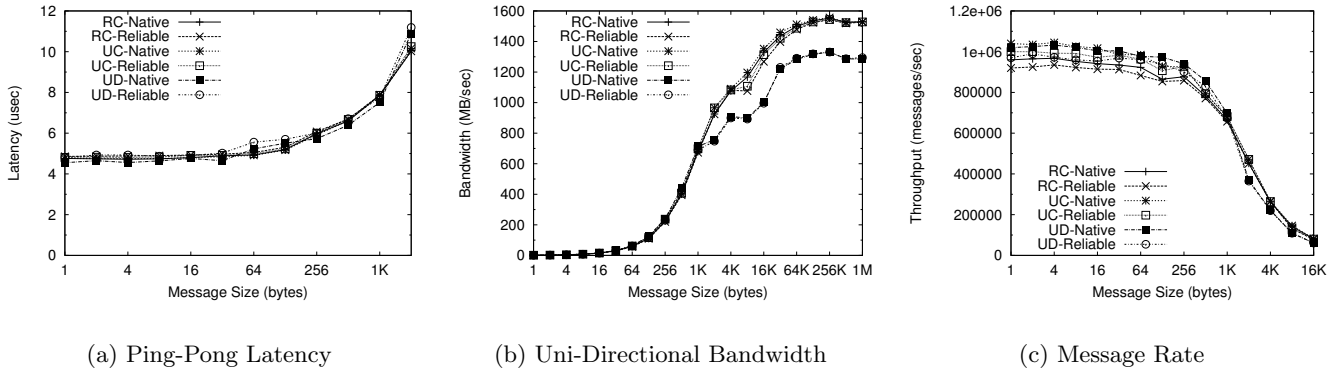 12
10
8
6
4
2
0
Latency (usec)
RC-Native
RC-Reliable
UC-Native
UC-Reliable
UD-Native
UD-Reliable
1 4 16 64 256 1K
Message Size (bytes)
(a) Ping-Pong Latency
1600
1400
1200
1000
800
600
400
200
0
Bandwidth (MB/sec)
RC-Native
RC-Reliable
UC-Native
UC-Reliable
UD-Native
UD-Reliable
1 4 16 64 256 1K 4K 16K 64K 256K 1M
Message Size (bytes)
(b) Uni-Directional Bandwidth
1.2e+06
1e+06
800000
600000
400000
200000
0
Throughput (messages/sec)
RC-Native
RC-Reliable
UC-Native
UC-Reliable
UD-Native
UD-Reliable
1 4 16 64 256 1K 4K 16K
Message Size (bytes)
(c) Message Rate